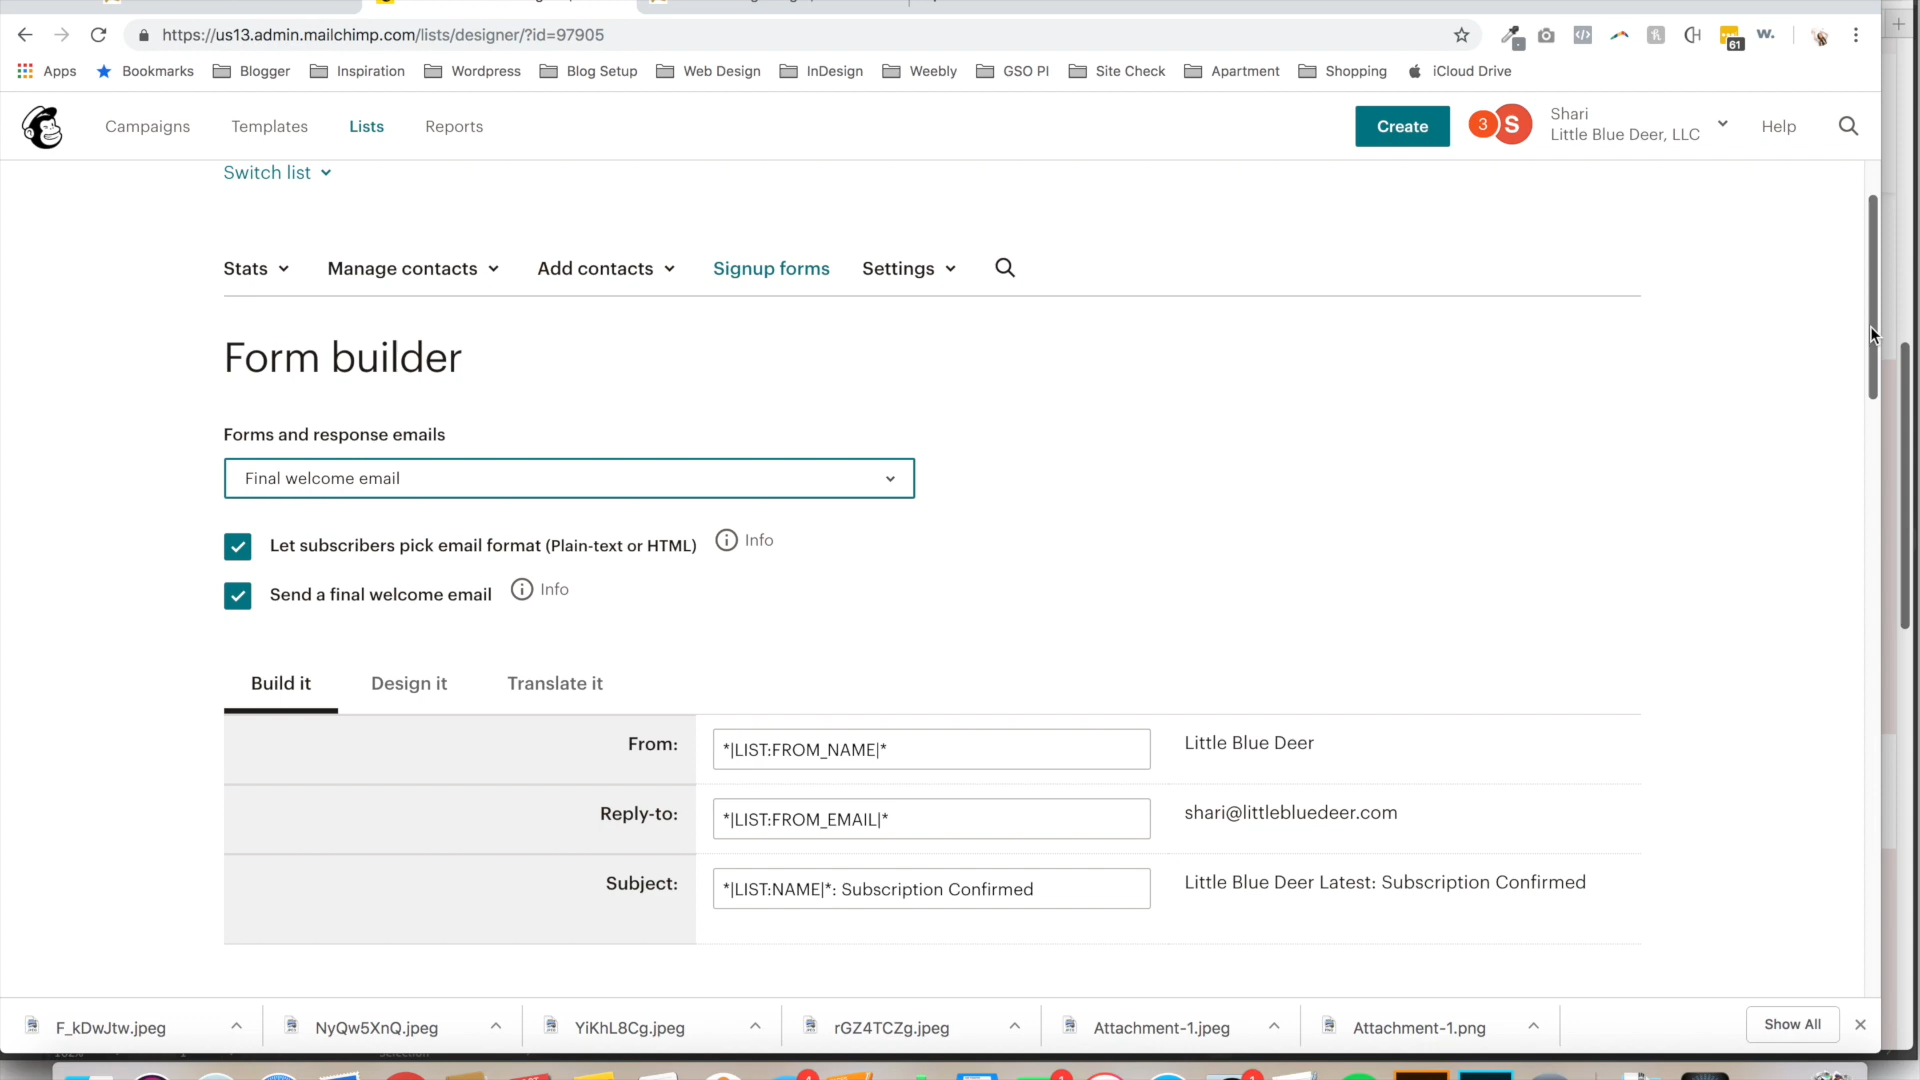 https://us13.admin.mailchimp.com/lists/designer/?id=97905
61
w.
Apps Bookmarks Blogger Inspiration Wordpress Blog Setup Web Design InDesign Weebly GSO PI Site Check Apartment Shopping iCloud Drive
Campaigns Templates Lists Reports Create 3 S Shari
Little Blue Deer, LLC Help
Switch list
Stats Manage contacts Add contacts Signup forms Settings
Form builder
Forms and response emails
Final welcome email
Let subscribers pick email format (Plain-text or HTML) Info
Send a final welcome email Info
Build it Design it Translate it
From: *|LIST:FROM_NAME|* Little Blue Deer
Reply-to: *|LIST:FROM_EMAIL|* shari@littlebluedeer.com
Subject: *|LIST:NAME|*: Subscription Confirmed Little Blue Deer Latest: Subscription Confirmed
F_kDwJtw.jpeg NyQw5XnQ.jpeg YiKhL8Cg.jpeg rGZ4TCZg.jpeg Attachment-1.jpeg Attachment-1.png Show All